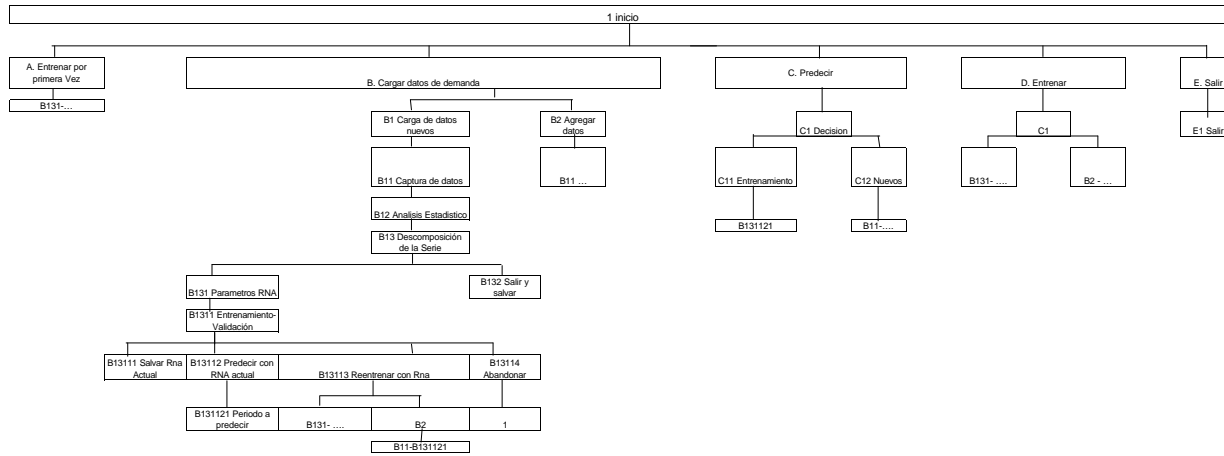 1 inicio
A. Entrenar por
primera Vez
B. Cargar datos de demanda
C. Predecir
D. Entrenar
E. Salir
B131-...
B1 Carga de datos
nuevos
B2 Agregar
datos
C1 Decision
C1
E1 Salir
B11 Captura de datos
B11 ...
C11 Entrenamiento
C12 Nuevos
B131- ....
B2 - ...
B12 Analisis Estadistico
B131121
B11-....
B13 Descomposición
de la Serie
B131 Parametros RNA
B132 Salir y
salvar
B1311 Entrenamiento-
Validación
B13111 Salvar Rna
Actual
B13112 Predecir con
RNA actual
B13113 Reentrenar con Rna
B13114
Abandonar
B131121 Periodo a
predecir
B131- ....
B2
1
B11-B131121